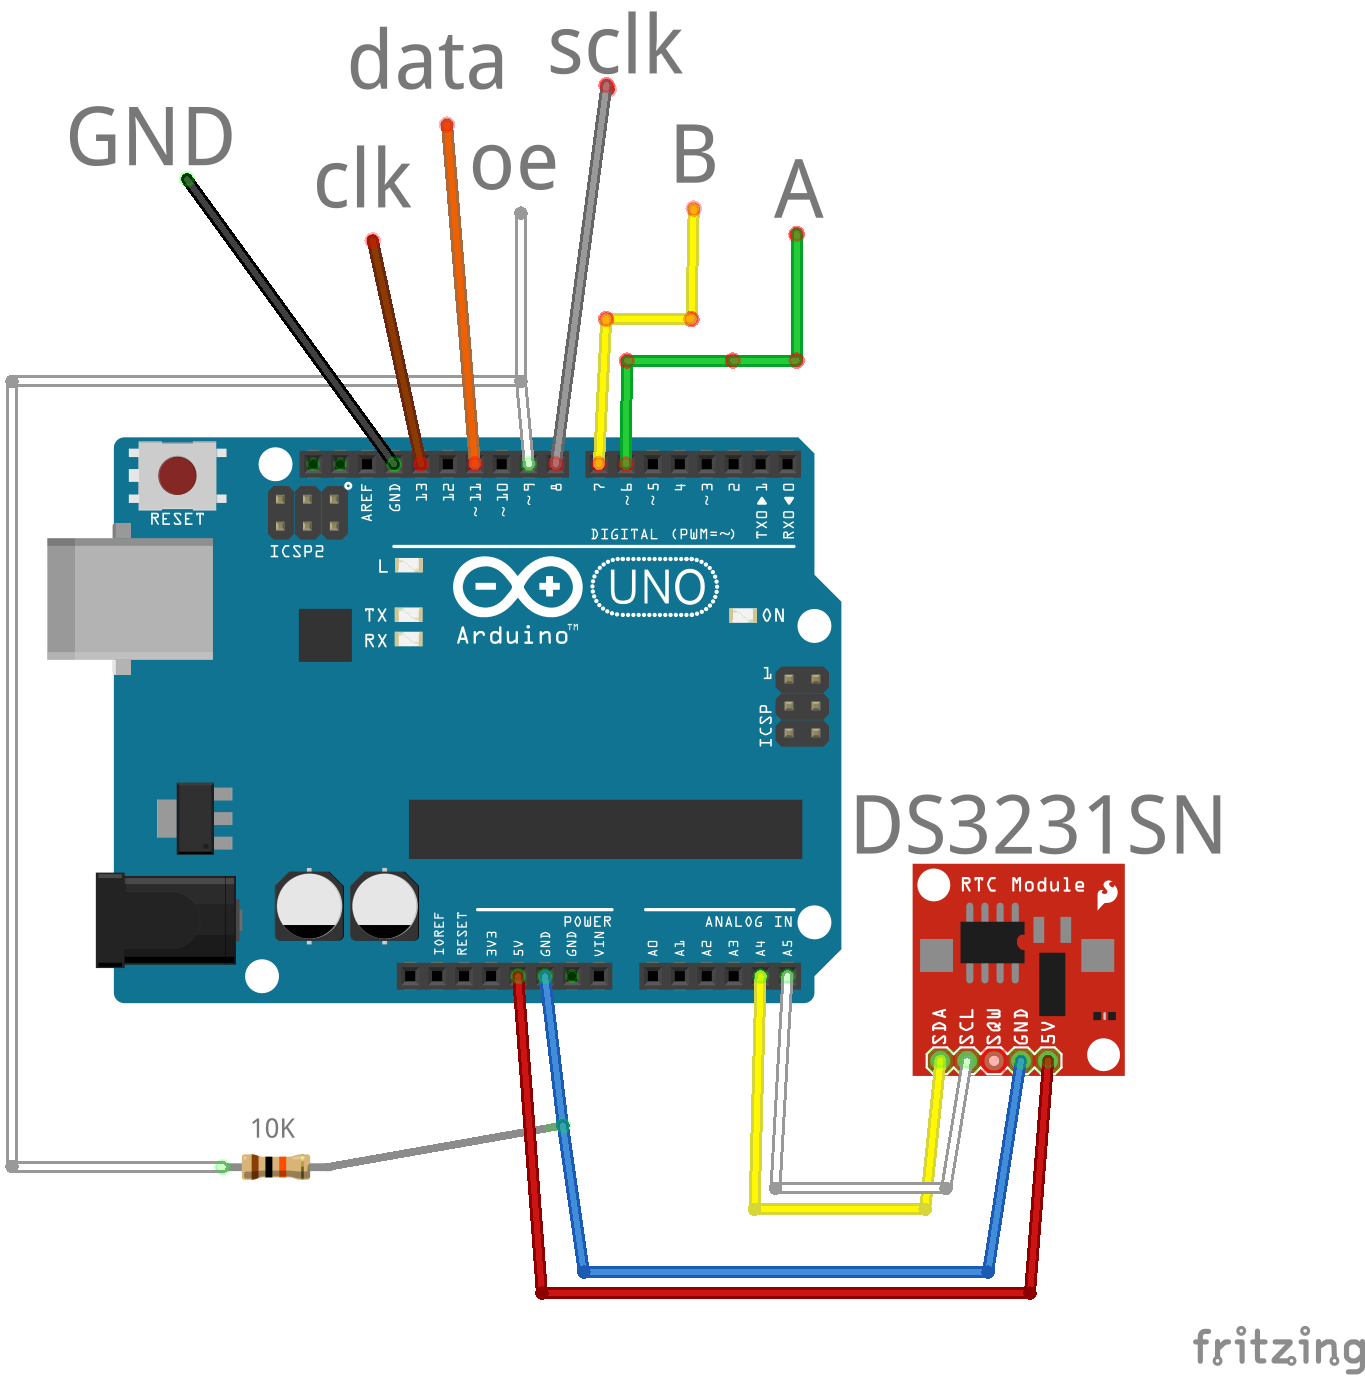 sclk
data
GND
oe
B
clk
A
RESET
ICSP2
AREF
GND
13
12
~11
~10
~9
8
7
~6
~5
4
~3
2
TX0▶1
RX0◀0
DIGITAL (PWM=~)
L
TX
RX
Arduino™
UNO
ON
1
ICSP
DS3231SN
RTC Module
SDA
SCL
SQW
GND
5V
POWER
ANALOG IN
IOREF
RESET
3V3
5V
GND
GND
VIN
A0
A1
A2
A3
A4
A5
10K
fritzing